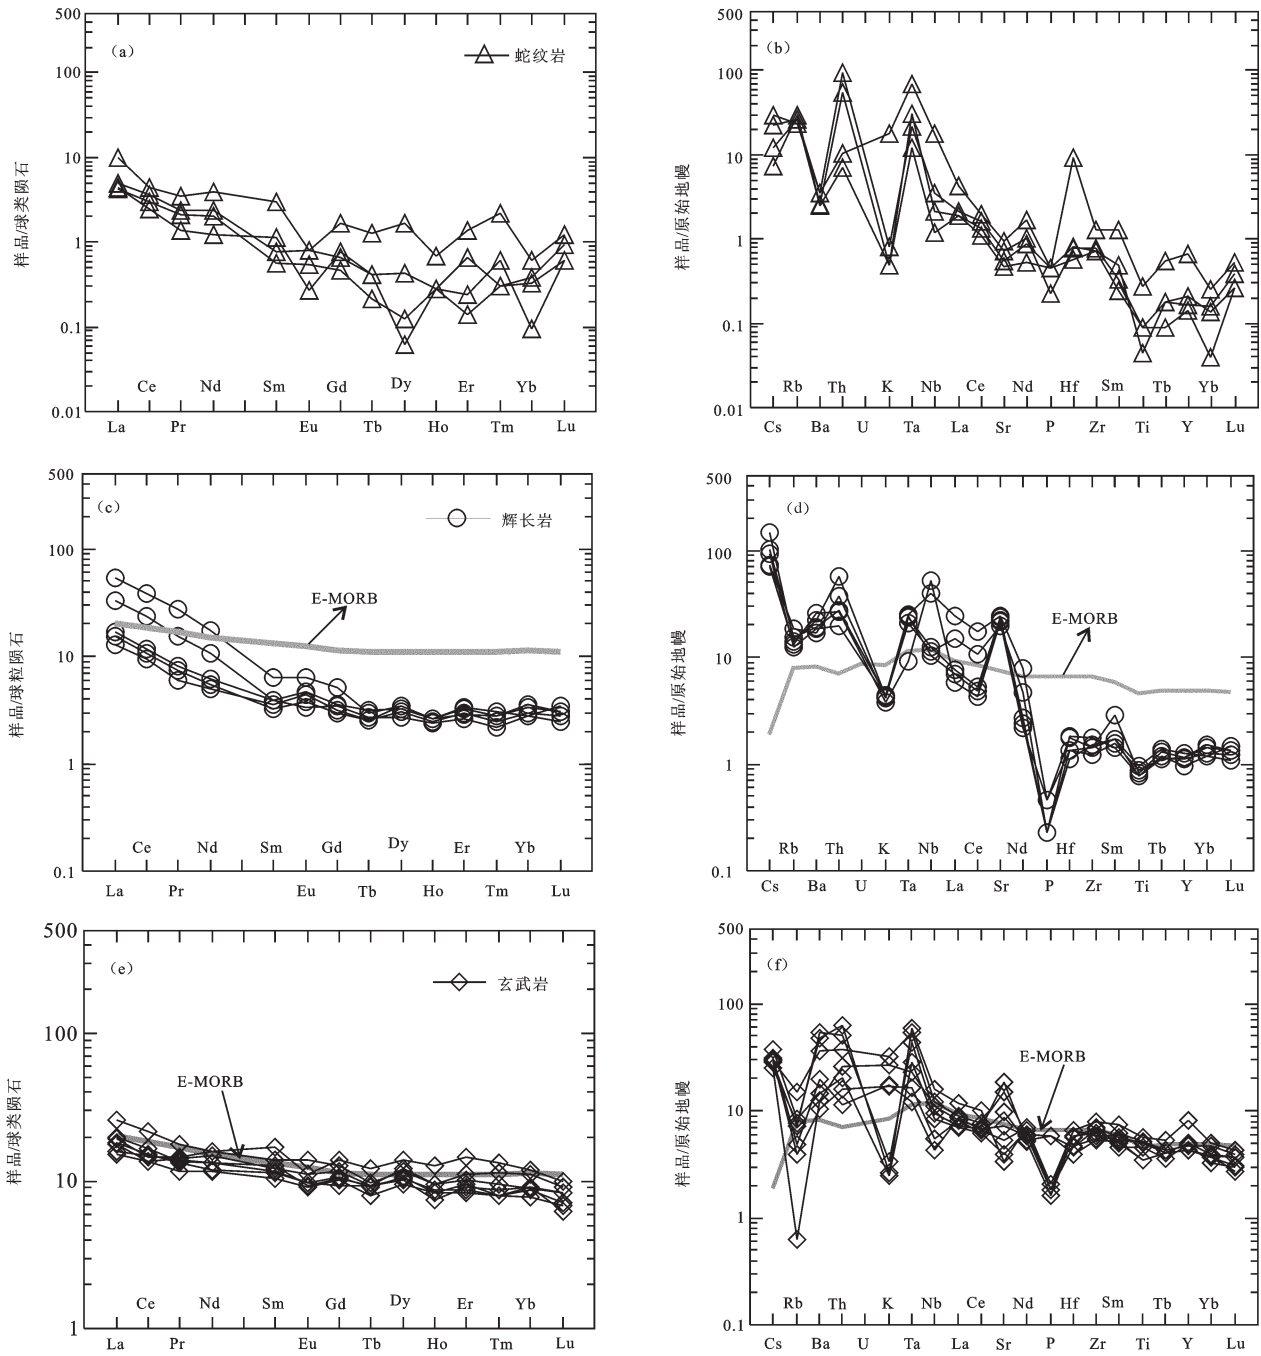 (a)
蛇纹岩
500
100
10
1
0.1
0.01
样品/球类陨石
Ce Nd Sm Gd Dy Er Yb
La Pr Eu Tb Ho Tm Lu
(b)
500
100
10
1
0.1
0.01
样品/原始地幔
Rb Th K Nb Ce Nd Hf Sm Tb Yb
Cs Ba U Ta La Sr P Zr Ti Y Lu
(c)
辉长岩
E-MORB
500
100
10
1
0.1
样品/球粒陨石
Ce Nd Sm Gd Dy Er Yb
La Pr Eu Tb Ho Tm Lu
(d)
E-MORB
500
100
10
1
0.1
样品/原始地幔
Rb Th K Nb Ce Nd Hf Sm Tb Yb
Cs Ba U Ta La Sr P Zr Ti Y Lu
(e)
玄武岩
E-MORB
500
100
10
1
样品/球类陨石
Ce Nd Sm Gd Dy Er Yb
La Pr Eu Tb Ho Tm Lu
(f)
E-MORB
500
100
10
1
0.1
样品/原始地幔
Rb Th K Nb Ce Nd Hf Sm Tb Yb
Cs Ba U Ta La Sr P Zr Ti Y Lu